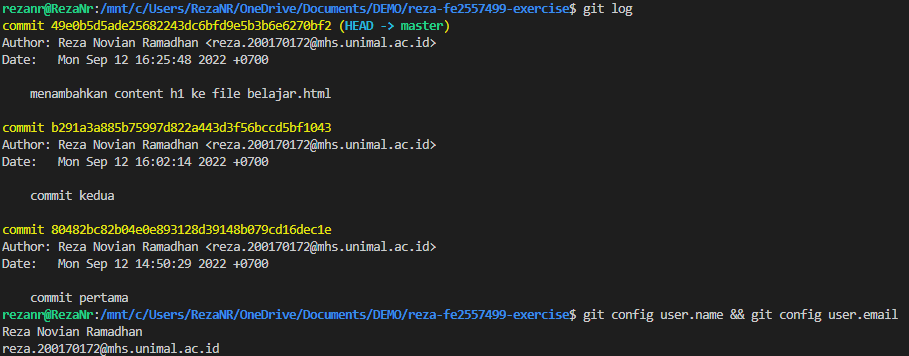 rezanr@RezaNr:/mnt/c/Users/RezaNR/OneDrive/Documents/DEMO/reza-fe2557499-exercise$ git log
commit 49e0b5d5ade25682243dc6bfd9e5b3b6e6270bf2 (HEAD -> master)
Author: Reza Novian Ramadhan <reza.200170172@mhs.unimal.ac.id>
Date:   Mon Sep 12 16:25:48 2022 +0700
menambahkan content h1 ke file belajar.html
commit b291a3a885b75997d822a443d3f56bccd5bf1043
Author: Reza Novian Ramadhan <reza.200170172@mhs.unimal.ac.id>
Date:   Mon Sep 12 16:02:14 2022 +0700
commit kedua
commit 80482bc82b04e0e893128d39148b079cd16dec1e
Author: Reza Novian Ramadhan <reza.200170172@mhs.unimal.ac.id>
Date:   Mon Sep 12 14:50:29 2022 +0700
commit pertama
rezanr@RezaNr:/mnt/c/Users/RezaNR/OneDrive/Documents/DEMO/reza-fe2557499-exercise$ git config user.name && git config user.email
Reza Novian Ramadhan
reza.200170172@mhs.unimal.ac.id